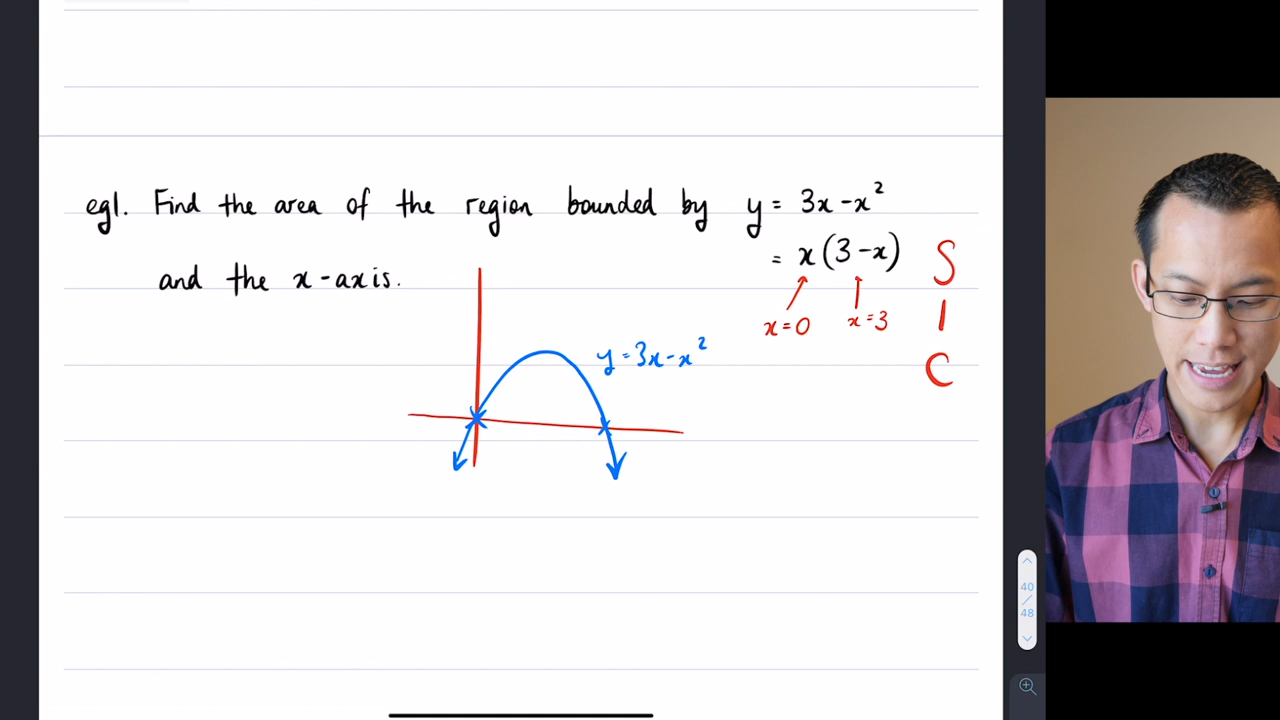 eg1. Find the area of the region bounded by y = 3x - x²
= x(3 - x)
and the x-axis.
x=0
x=3
S
I
C
y = 3x - x²
40
/
48